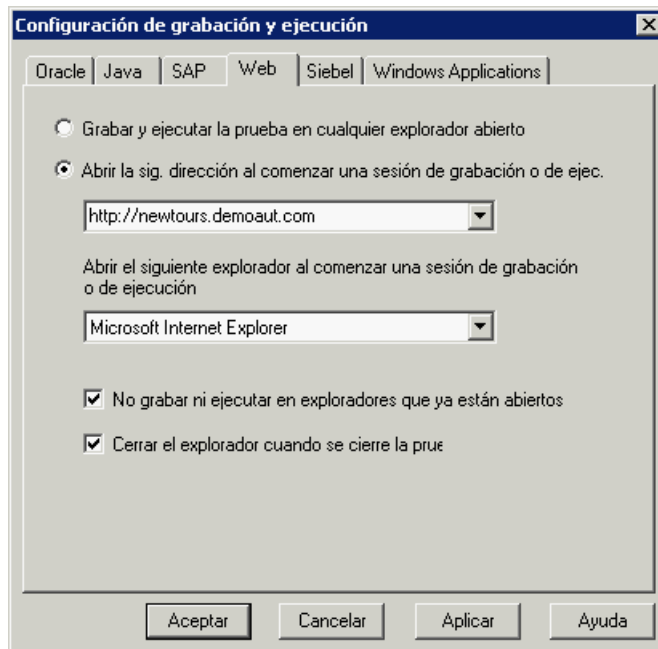 Configuración de grabación y ejecución
Oracle Java SAP Web Siebel Windows Applications
Grabar y ejecutar la prueba en cualquier explorador abierto
Abrir la sig. dirección al comenzar una sesión de grabación o de ejec.
http://newtours.demoaut.com
Abrir el siguiente explorador al comenzar una sesión de grabación
o de ejecución
Microsoft Internet Explorer
No grabar ni ejecutar en exploradores que ya están abiertos
Cerrar el explorador cuando se cierre la prue
Aceptar Cancelar Aplicar Ayuda